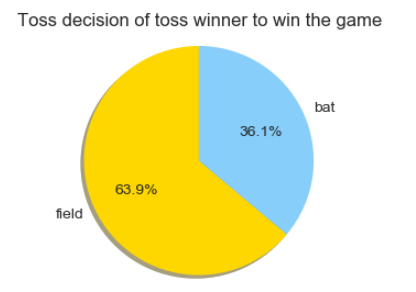 Toss decision of toss winner to win the game
bat
36.1%
63.9%
field